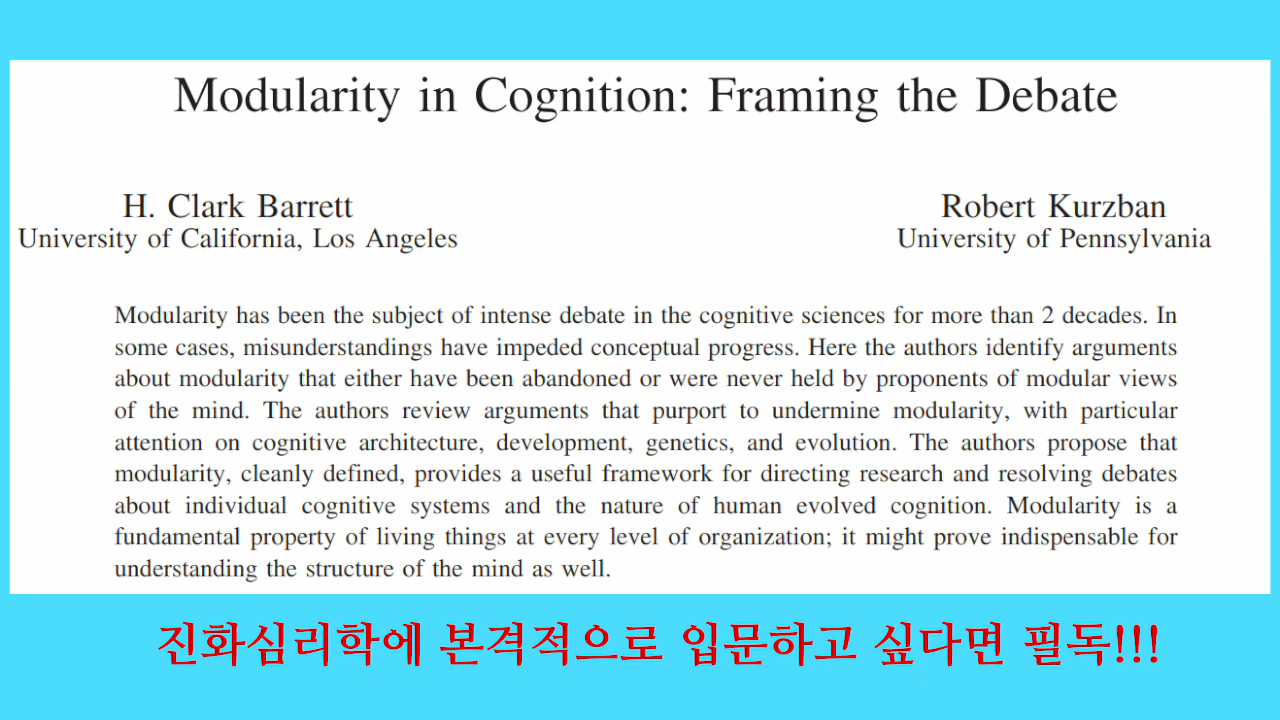 Modularity in Cognition: Framing the Debate
H. Clark Barrett
University of California, Los Angeles
Robert Kurzban
University of Pennsylvania
Modularity has been the subject of intense debate in the cognitive sciences for more than 2 decades. In
some cases, misunderstandings have impeded conceptual progress. Here the authors identify arguments
about modularity that either have been abandoned or were never held by proponents of modular views
of the mind. The authors review arguments that purport to undermine modularity, with particular
attention on cognitive architecture, development, genetics, and evolution. The authors propose that
modularity, cleanly defined, provides a useful framework for directing research and resolving debates
about individual cognitive systems and the nature of human evolved cognition. Modularity is a
fundamental property of living things at every level of organization; it might prove indispensable for
understanding the structure of the mind as well.
진화심리학에 본격적으로 입문하고 싶다면 필독!!!